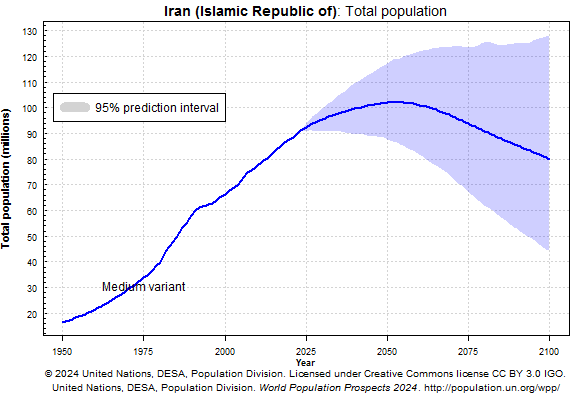 Iran (Islamic Republic of): Total population
130
120
110
100
90
80
70
60
50
40
30
20
Total population (millions)
95% prediction interval
Medium variant
1950 1975 2000 2025 2050 2075 2100
Year
© 2024 United Nations, DESA, Population Division. Licensed under Creative Commons license CC BY 3.0 IGO.
United Nations, DESA, Population Division. World Population Prospects 2024. http://population.un.org/wpp/